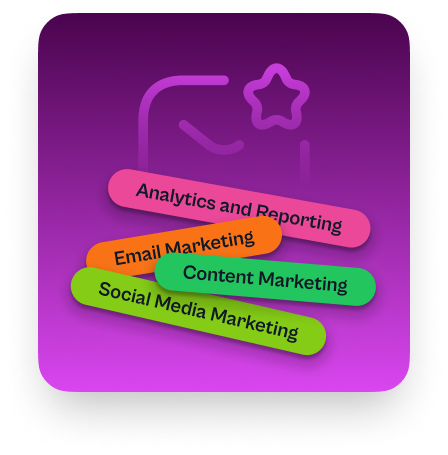 Analytics and Reporting
Email Marketing
Content Marketing
Social Media Marketing